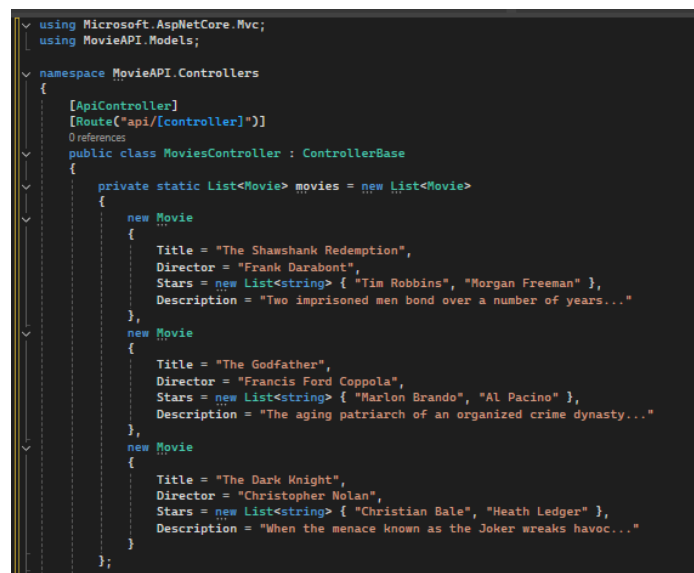 using Microsoft.AspNetCore.Mvc;
using MovieAPI.Models;
namespace MovieAPI.Controllers
{
[ApiController]
[Route("api/[controller]")]
0 references
public class MoviesController : ControllerBase
{
private static List<Movie> movies = new List<Movie>
{
new Movie
{
Title = "The Shawshank Redemption",
Director = "Frank Darabont",
Stars = new List<string> { "Tim Robbins", "Morgan Freeman" },
Description = "Two imprisoned men bond over a number of years..."
},
new Movie
{
Title = "The Godfather",
Director = "Francis Ford Coppola",
Stars = new List<string> { "Marlon Brando", "Al Pacino" },
Description = "The aging patriarch of an organized crime dynasty..."
},
new Movie
{
Title = "The Dark Knight",
Director = "Christopher Nolan",
Stars = new List<string> { "Christian Bale", "Heath Ledger" },
Description = "When the menace known as the Joker wreaks havoc..."
}
};